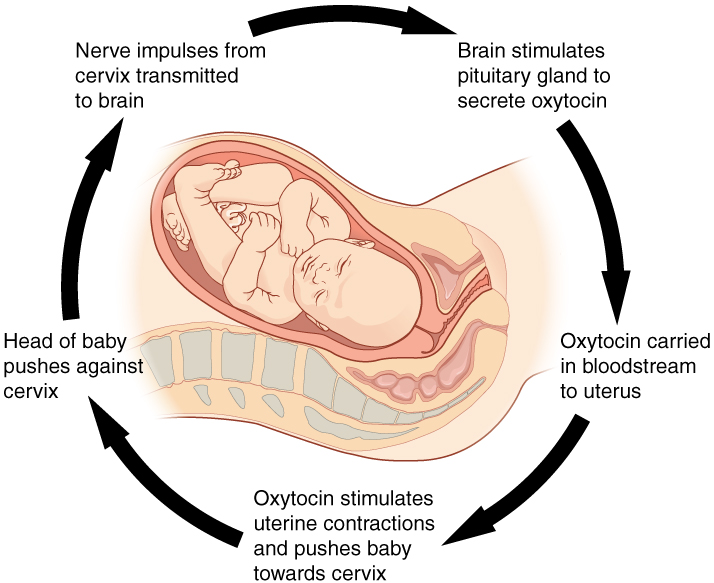 Nerve impulses from
cervix transmitted
to brain
Brain stimulates
pituitary gland to
secrete oxytocin
Oxytocin carried
in bloodstream
to uterus
Oxytocin stimulates
uterine contractions
and pushes baby
towards cervix
Head of baby
pushes against
cervix